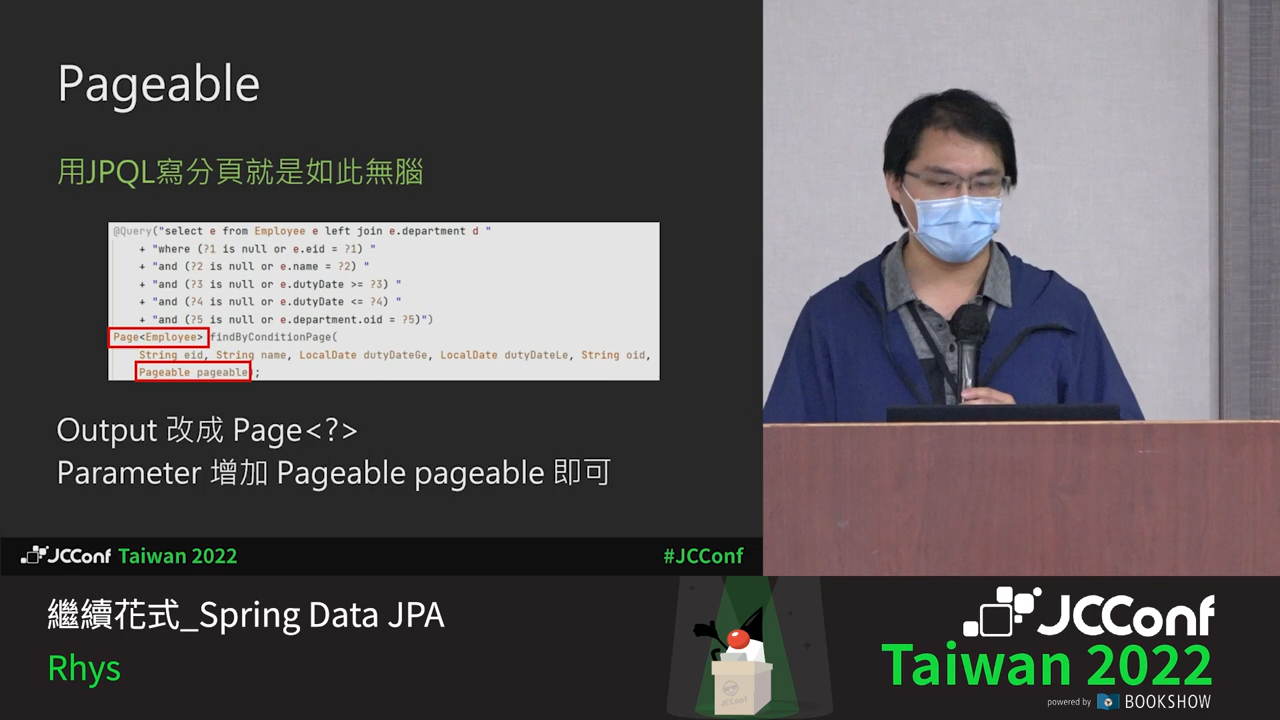 Pageable
用JPQL寫分頁就是如此無腦
@Query("select e from Employee e left join e.department d "
+ "where (?1 is null or e.eid = ?1) "
+ "and (?2 is null or e.name = ?2) "
+ "and (?3 is null or e.dutyDate >= ?3) "
+ "and (?4 is null or e.dutyDate <= ?4) "
+ "and (?5 is null or e.department.oid = ?5)")
Page<Employee> findByConditionPage(
String eid, String name, LocalDate dutyDateGe, LocalDate dutyDateLe, String oid,
Pageable pageable);
Output 改成 Page<?>
Parameter 增加 Pageable pageable 即可
JCConf Taiwan 2022
#JCConf
繼續花式_Spring Data JPA
Rhys
JCConf
JCConf
Taiwan 2022
powered by BOOKSHOW